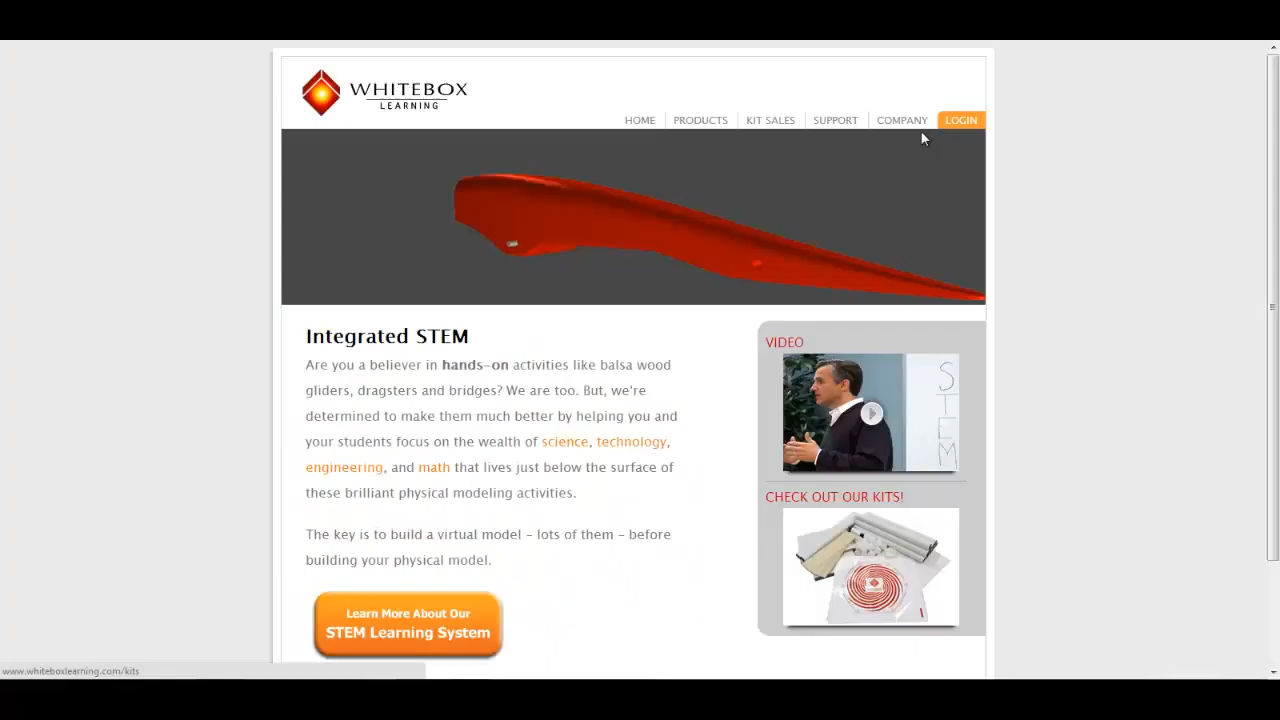 WHITEBOX
LEARNING
HOME PRODUCTS KIT SALES SUPPORT COMPANY LOGIN
Integrated STEM
Are you a believer in hands-on activities like balsa wood
gliders, dragsters and bridges? We are too. But, we're
determined to make them much better by helping you and
your students focus on the wealth of science, technology,
engineering, and math that lives just below the surface of
these brilliant physical modeling activities.
The key is to build a virtual model - lots of them - before
building your physical model.
Learn More About Our
STEM Learning System
VIDEO
STEM
CHECK OUT OUR KITS!
www.whiteboxlearning.com/kits